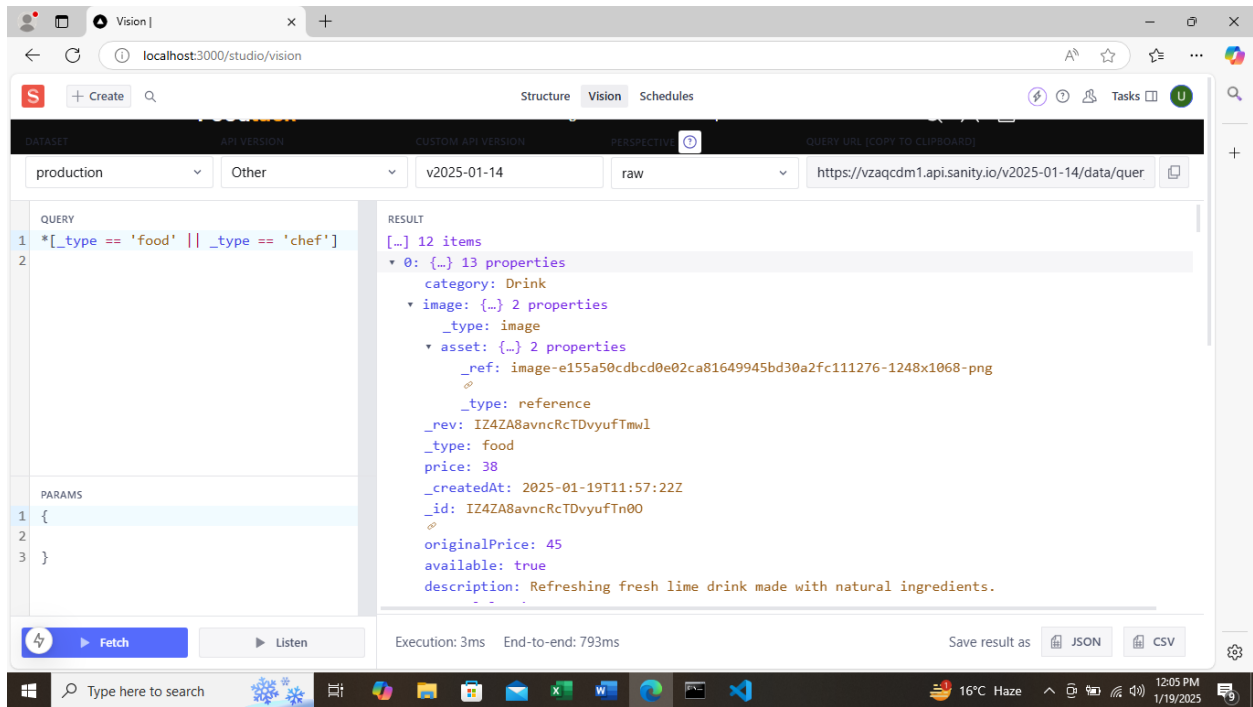 Vision |
localhost:3000/studio/vision
S
Create
Structure Vision Schedules
Tasks
U
DATASET API VERSION CUSTOM API VERSION PERSPECTIVE QUERY URL [COPY TO CLIPBOARD]
production Other v2025-01-14 raw https://vzaqcdm1.api.sanity.io/v2025-01-14/data/quer
QUERY
1 *[_type == 'food' || _type == 'chef']
2
PARAMS
1 {
2
3 }
Fetch Listen
RESULT
[…] 12 items
0: {…} 13 properties
category: Drink
image: {…} 2 properties
_type: image
asset: {…} 2 properties
_ref: image-e155a50cdbcd0e02ca81649945bd30a2fc111276-1248x1068-png
_type: reference
_rev: IZ4ZA8avncRcTDvyufTmwl
_type: food
price: 38
_createdAt: 2025-01-19T11:57:22Z
_id: IZ4ZA8avncRcTDvyufTn0O
originalPrice: 45
available: true
description: Refreshing fresh lime drink made with natural ingredients.
Execution: 3ms End-to-end: 793ms
Save result as JSON CSV
Type here to search
16°C Haze
12:05 PM
1/19/2025
9